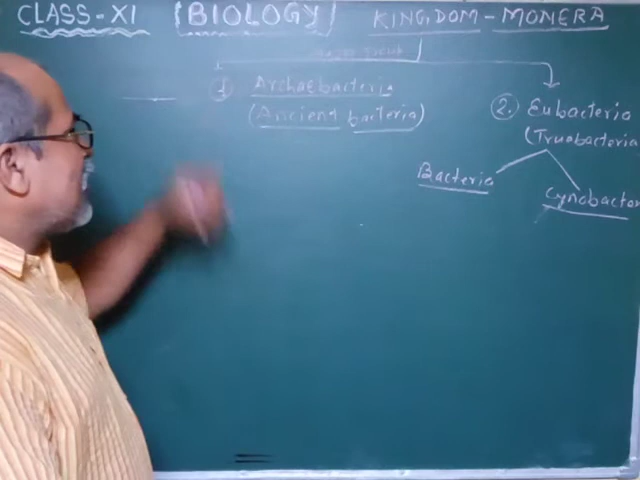 CLASS-XI [BIOLOGY] KINGDOM-MONERA
1 Archaebacteria
(Ancient bacteria)
2. Eubacteria
(Truebacteria
Bacteria
Cynobacter